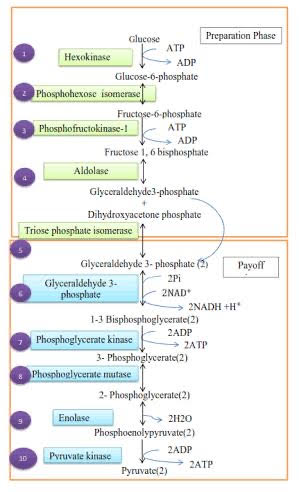 Glucose
Preparation Phase
1
Hexokinase
ATP
ADP
Glucose-6-phosphate
2
Phosphohexose isomerase
Fructose-6-phosphate
3
Phosphofructokinase-1
ATP
ADP
Fructose 1, 6 bisphosphate
4
Aldolase
Glyceraldehyde3-phosphate
+
Dihydroxyacetone phosphate
Triose phosphate isomerase
5
Glyceraldehyde 3- phosphate (2)
Payoff
6
Glyceraldehyde 3-
phosphate
2Pi
2NAD+
2NADH +H+
1-3 Bisphosphoglycerate(2)
7
Phosphoglycerate kinase
2ADP
2ATP
3- Phosphoglycerate(2)
8
Phosphoglycerate mutase
2- Phosphoglycerate(2)
9
Enolase
2H2O
Phosphoenolpyruvate(2)
10
Pyruvate kinase
2ADP
2ATP
Pyruvate(2)